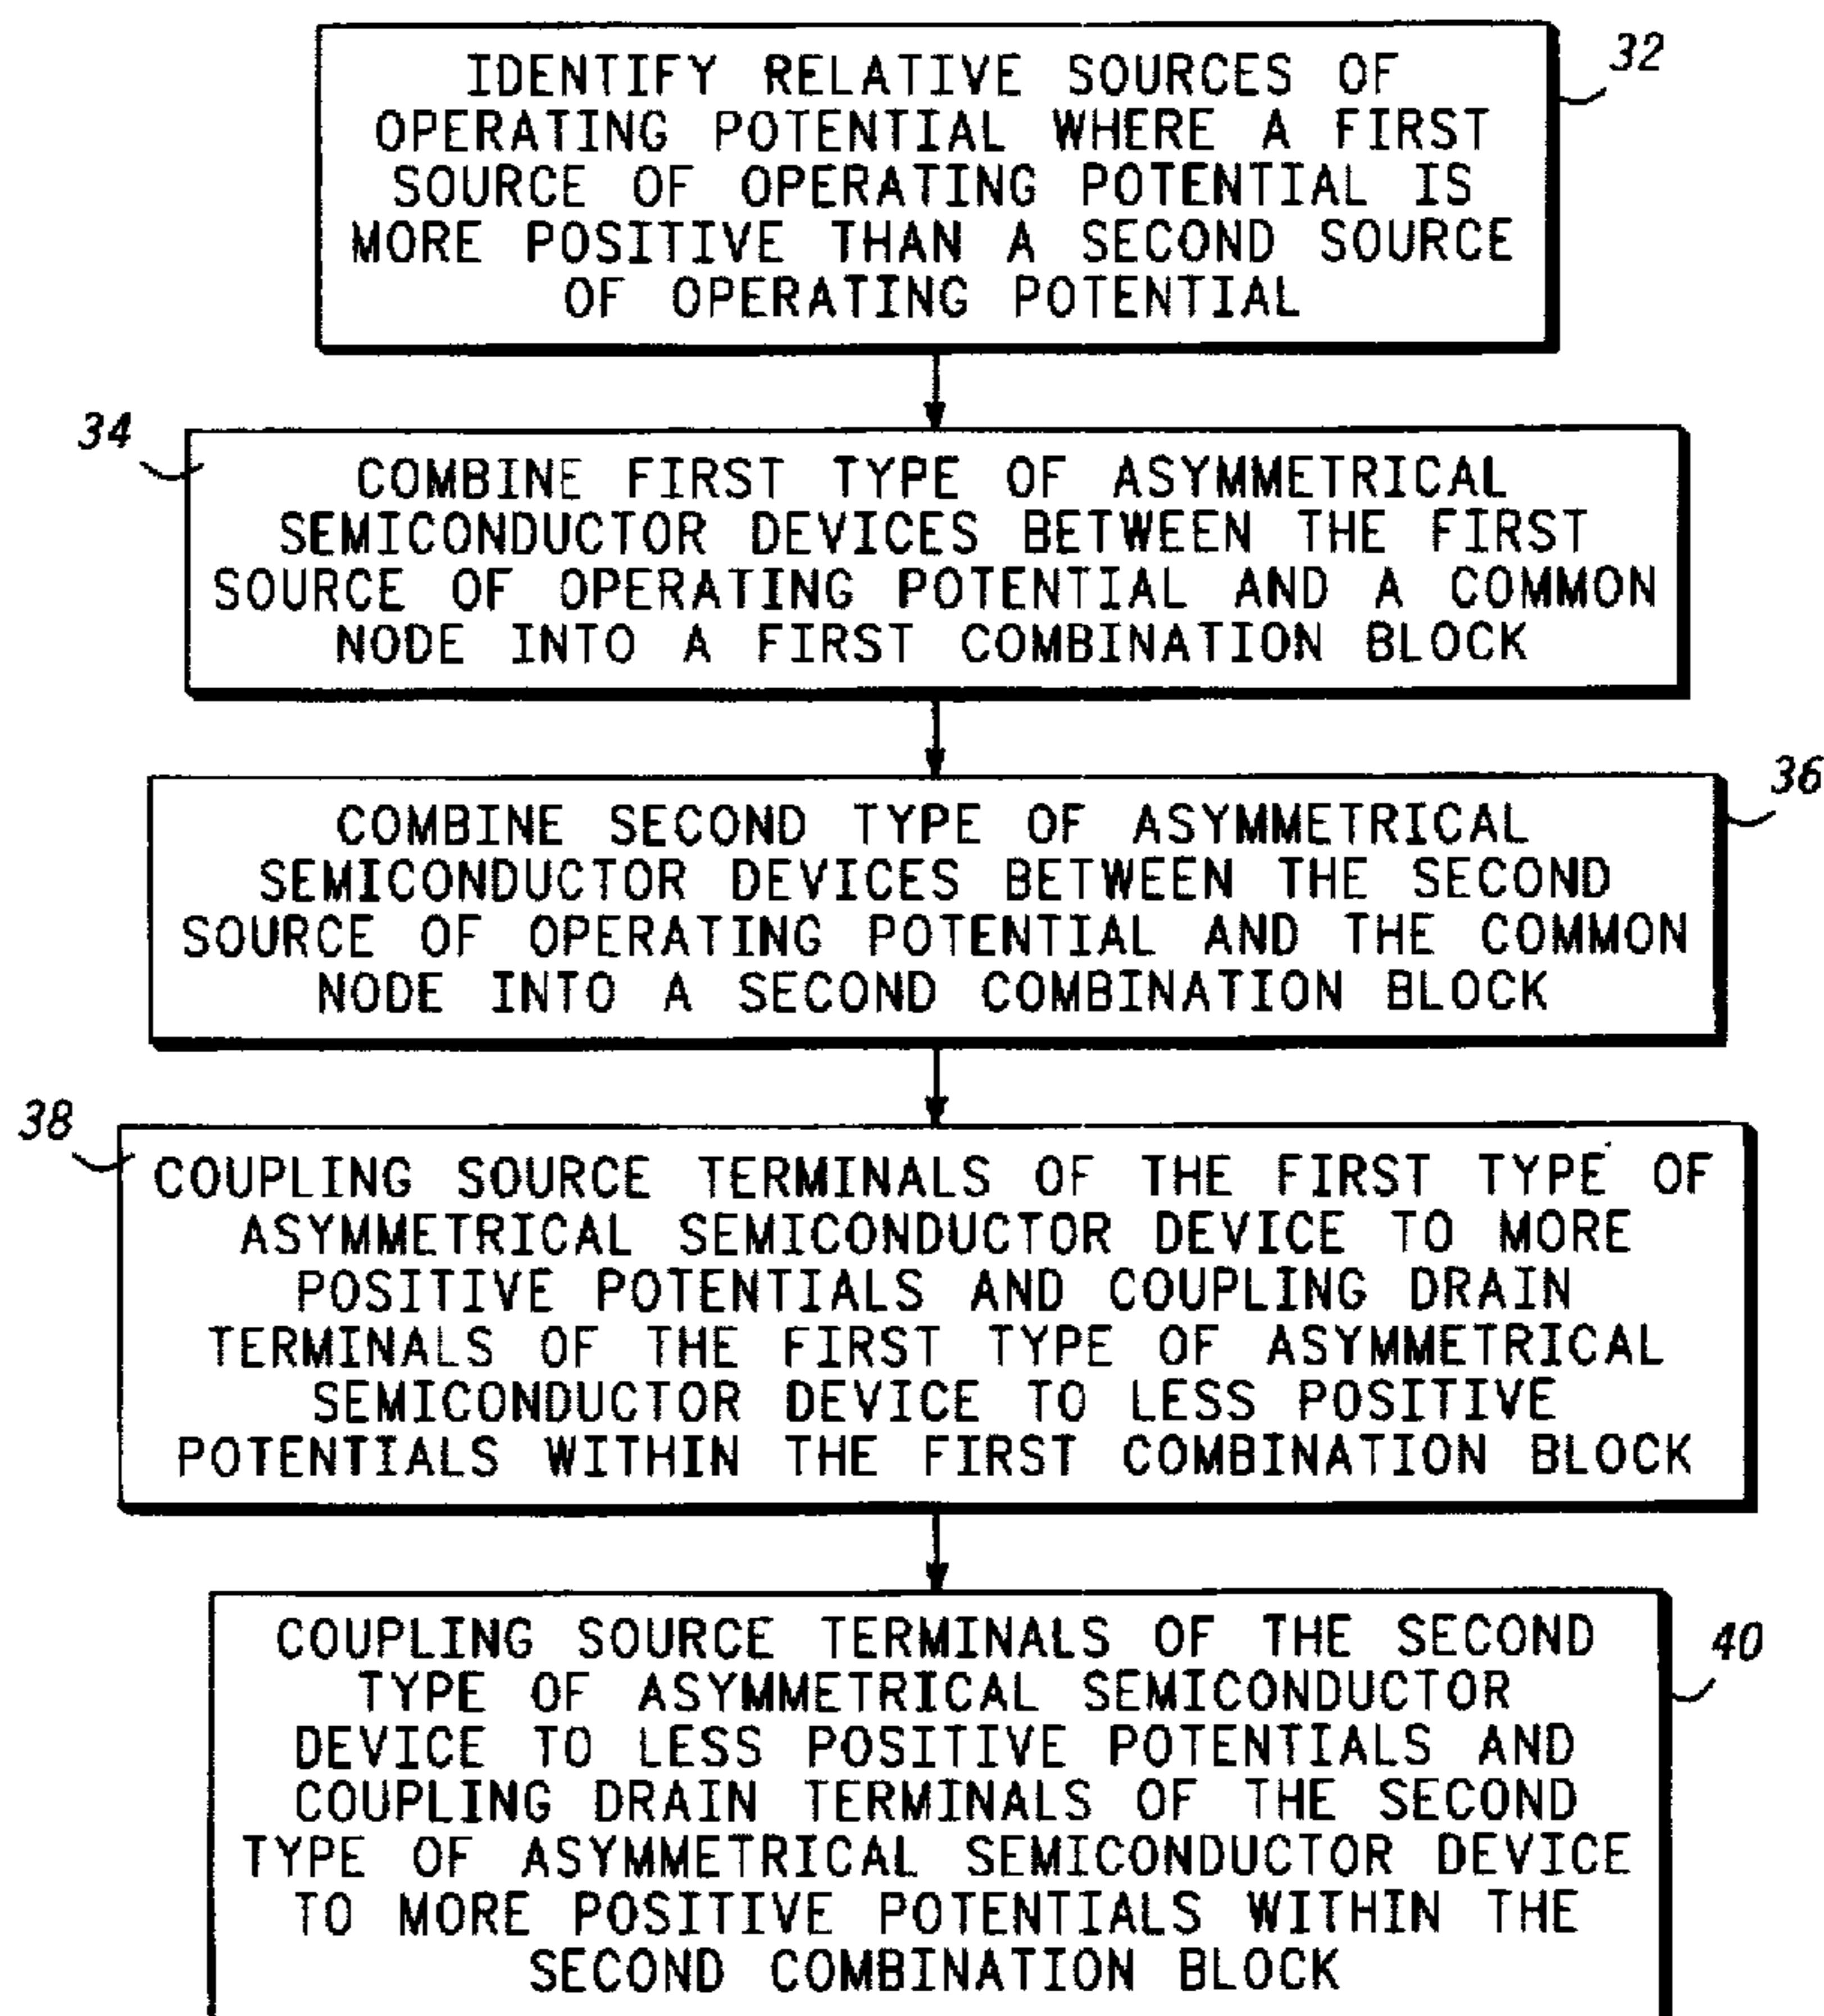 IDENTIFY RELATIVE SOURCES OF
OPERATING POTENTIAL WHERE A FIRST
SOURCE OF OPERATING POTENTIAL IS
MORE POSITIVE THAN A SECOND SOURCE
OF OPERATING POTENTIAL
32
34
COMBINE FIRST TYPE OF ASYMMETRICAL
SEMICONDUCTOR DEVICES BETWEEN THE FIRST
SOURCE OF OPERATING POTENTIAL AND A COMMON
NODE INTO A FIRST COMBINATION BLOCK
36
COMBINE SECOND TYPE OF ASYMMETRICAL
SEMICONDUCTOR DEVICES BETWEEN THE SECOND
SOURCE OF OPERATING POTENTIAL AND THE COMMON
NODE INTO A SECOND COMBINATION BLOCK
38
COUPLING SOURCE TERMINALS OF THE FIRST TYPE OF
ASYMMETRICAL SEMICONDUCTOR DEVICE TO MORE
POSITIVE POTENTIALS AND COUPLING DRAIN
TERMINALS OF THE FIRST TYPE OF ASYMMETRICAL
SEMICONDUCTOR DEVICE TO LESS POSITIVE
POTENTIALS WITHIN THE FIRST COMBINATION BLOCK
40
COUPLING SOURCE TERMINALS OF THE SECOND
TYPE OF ASYMMETRICAL SEMICONDUCTOR
DEVICE TO LESS POSITIVE POTENTIALS AND
COUPLING DRAIN TERMINALS OF THE SECOND
TYPE OF ASYMMETRICAL SEMICONDUCTOR DEVICE
TO MORE POSITIVE POTENTIALS WITHIN THE
SECOND COMBINATION BLOCK